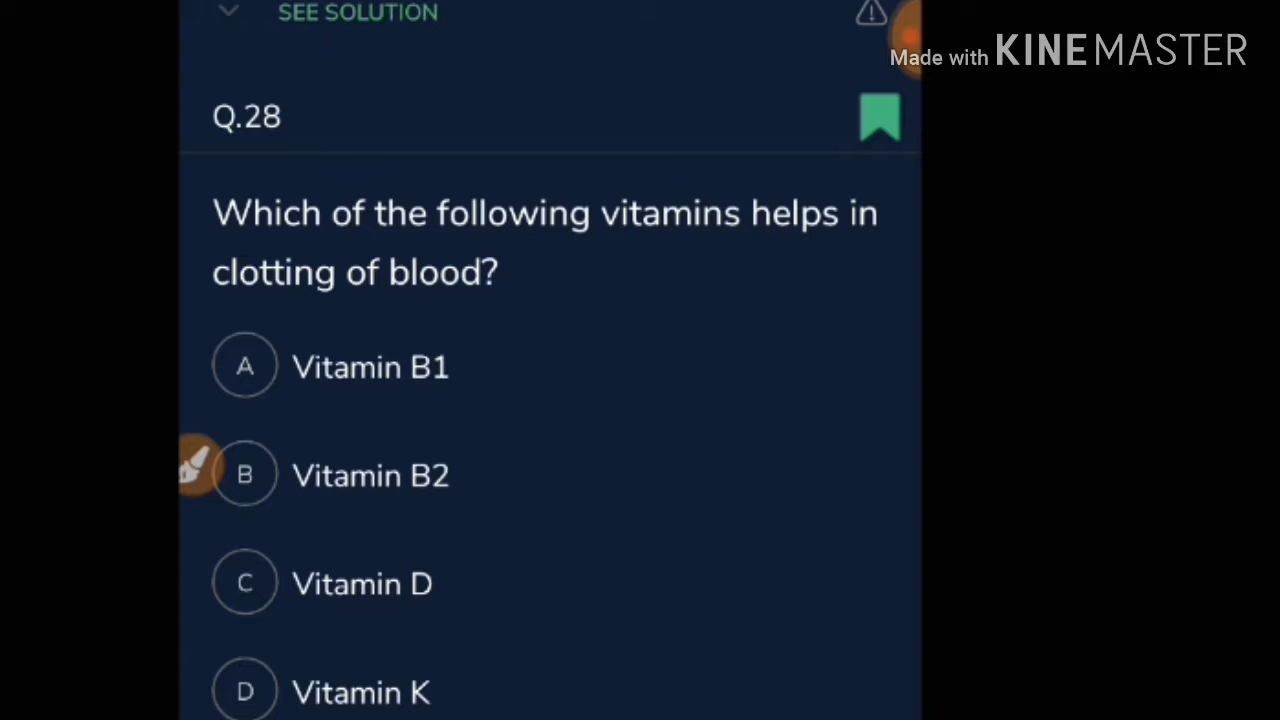 SEE SOLUTION
Made with KINEMASTER
Q.28
Which of the following vitamins helps in
clotting of blood?
A Vitamin B1
B Vitamin B2
C Vitamin D
D Vitamin K